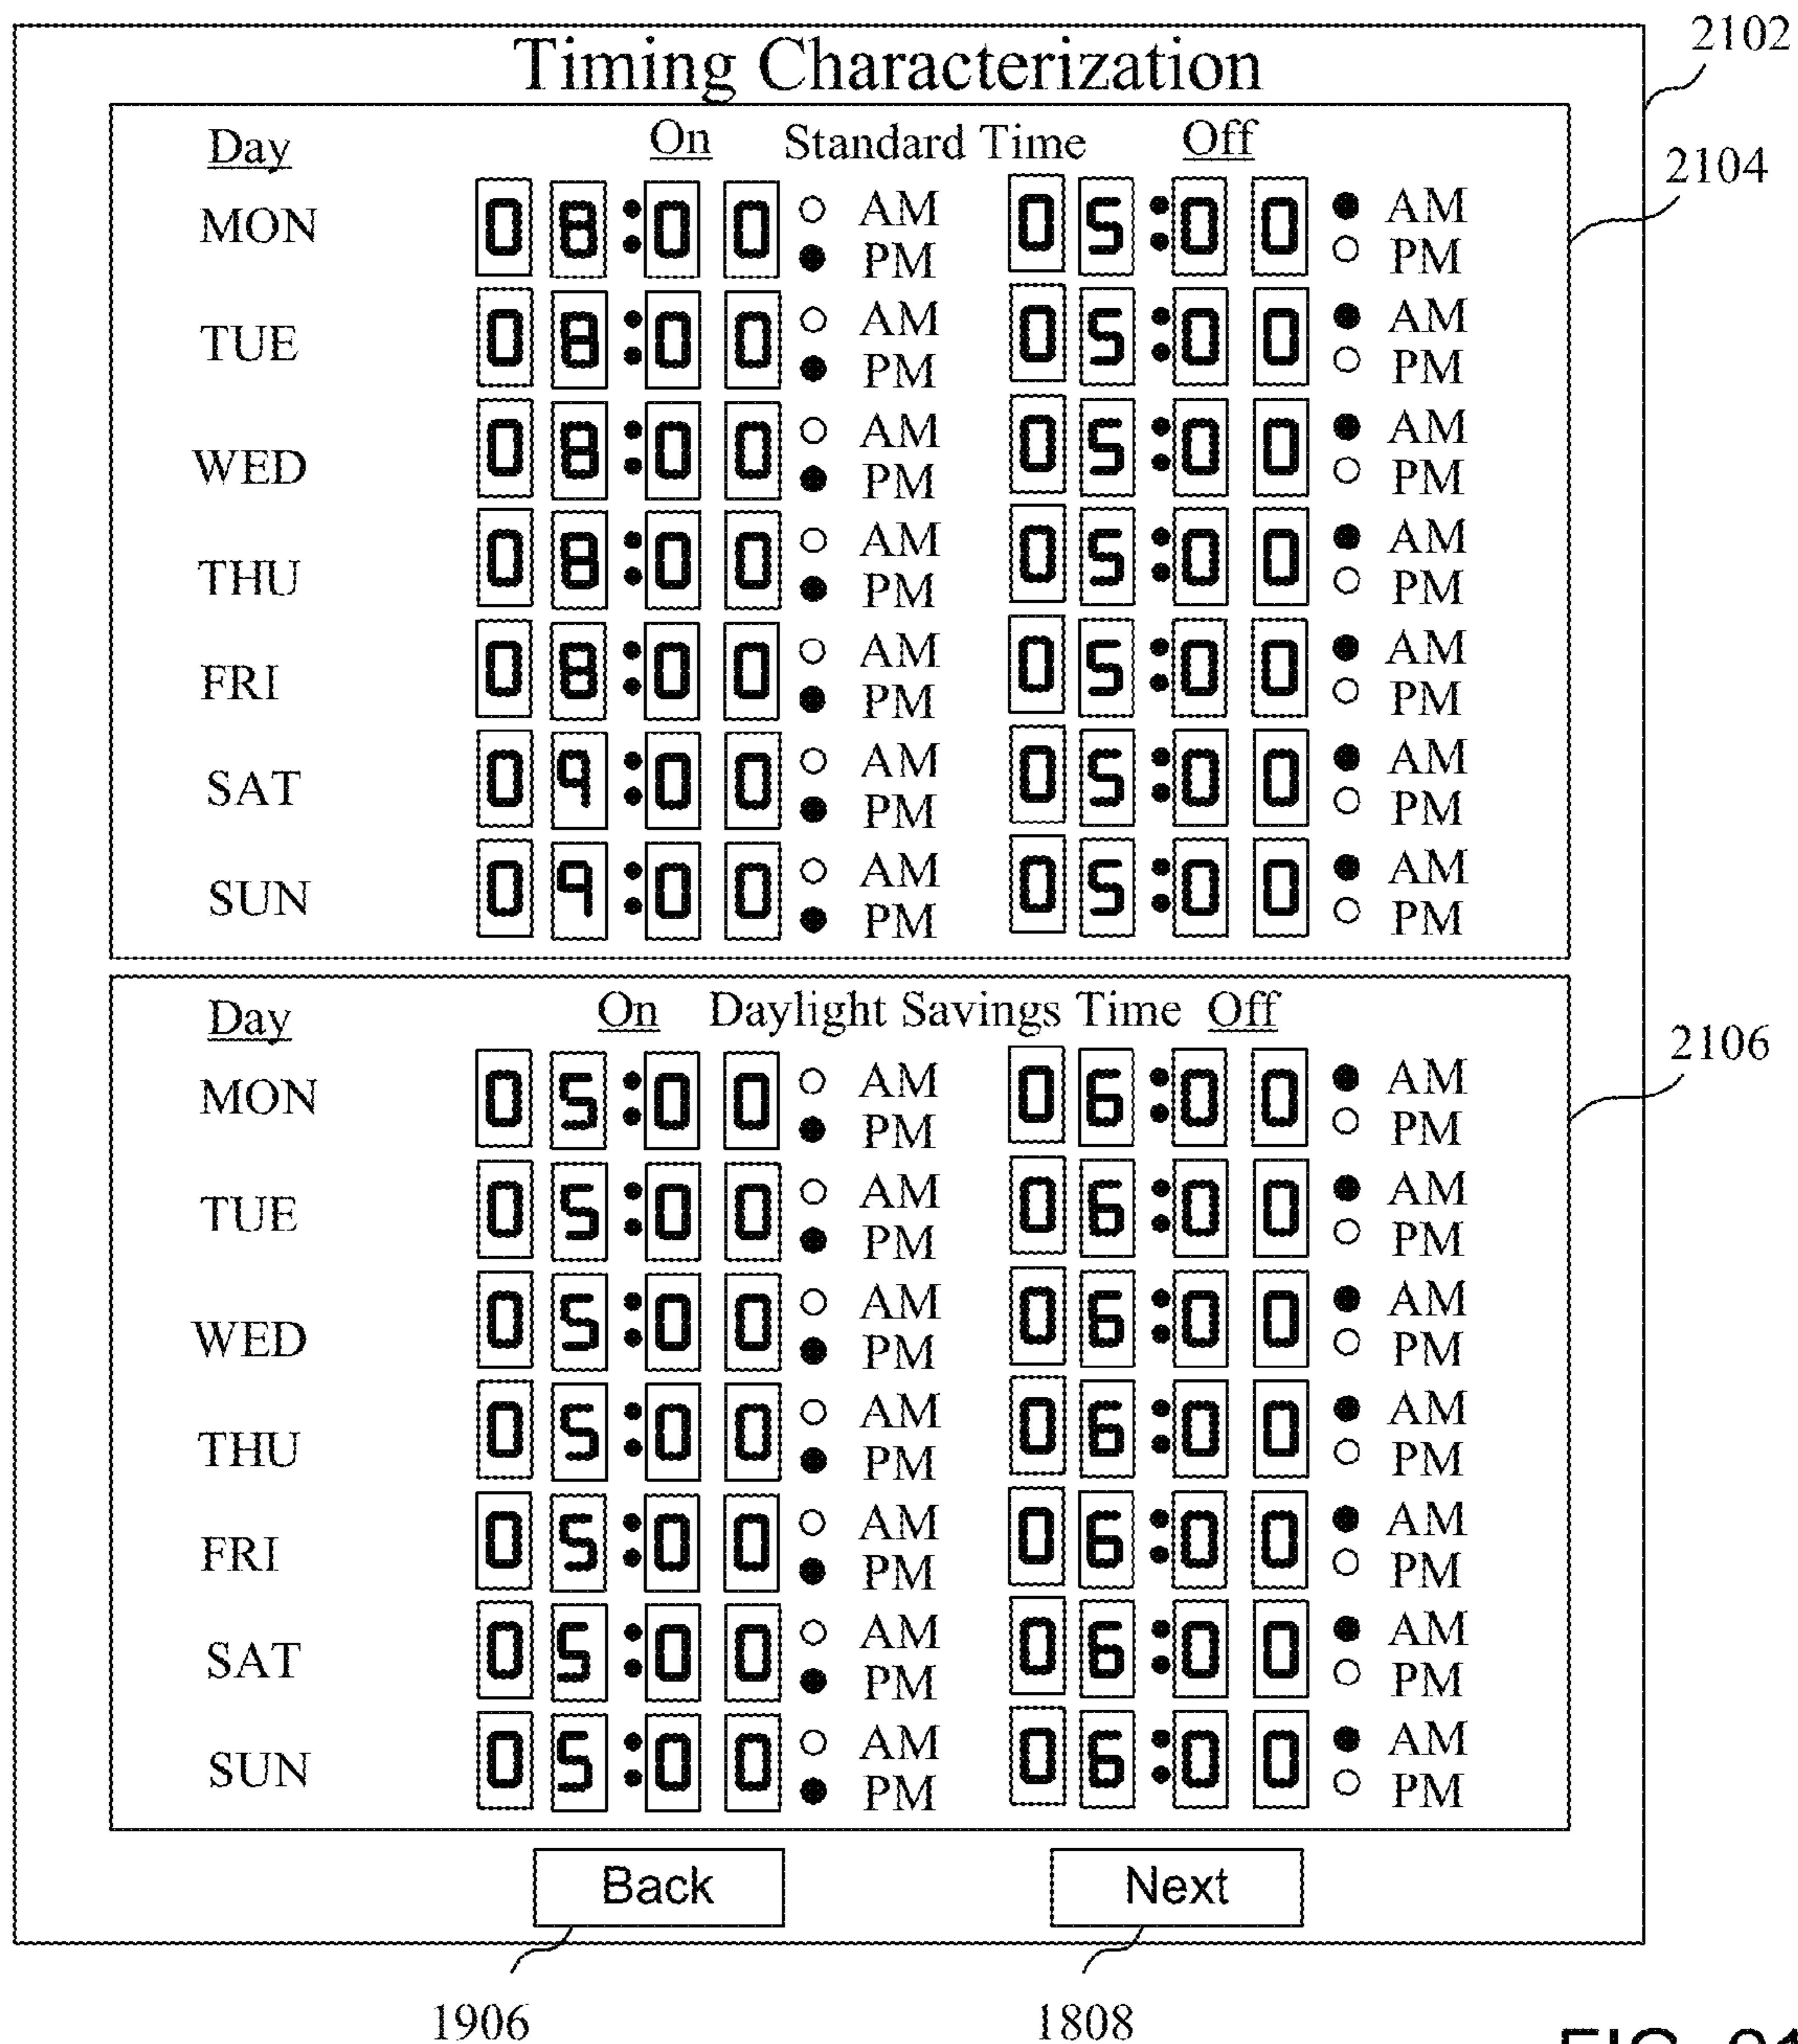 2102
Timing Characterization
Day On Standard Time Off
2104
MON 08:00 AM PM 05:00 AM PM
TUE 08:00 AM PM 05:00 AM PM
WED 08:00 AM PM 05:00 AM PM
THU 08:00 AM PM 05:00 AM PM
FRI 08:00 AM PM 05:00 AM PM
SAT 09:00 AM PM 05:00 AM PM
SUN 09:00 AM PM 05:00 AM PM
Day On Daylight Savings Time Off
2106
MON 05:00 AM PM 06:00 AM PM
TUE 05:00 AM PM 06:00 AM PM
WED 05:00 AM PM 06:00 AM PM
THU 05:00 AM PM 06:00 AM PM
FRI 05:00 AM PM 06:00 AM PM
SAT 05:00 AM PM 06:00 AM PM
SUN 05:00 AM PM 06:00 AM PM
Back Next
1906 1808